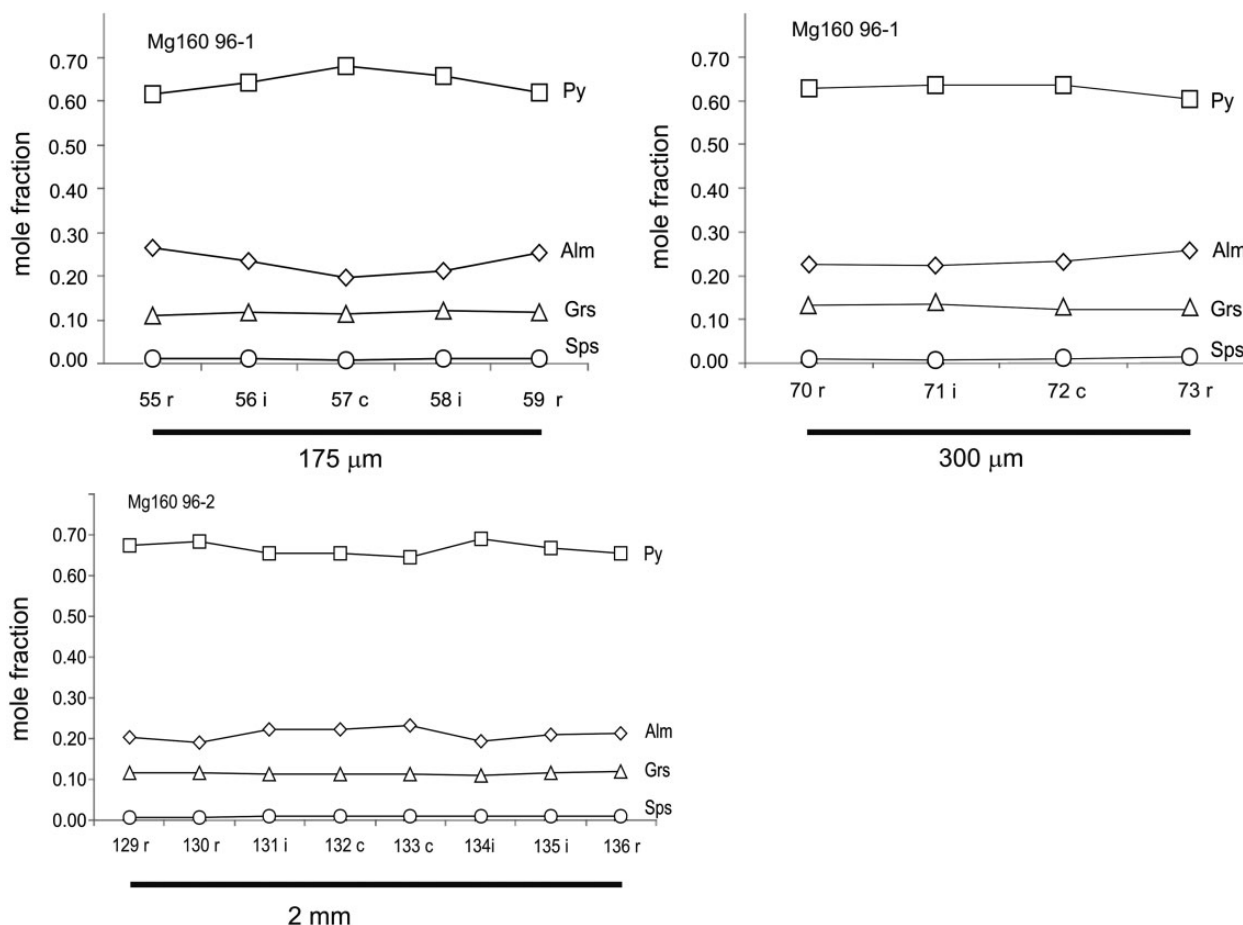 Mg160 96-1
mole fraction
0.70
0.60
0.50
0.40
0.30
0.20
0.10
0.00
Py
Alm
Grs
Sps
55 r 56 i 57 c 58 i 59 r
175 μm
Mg160 96-1
mole fraction
0.70
0.60
0.50
0.40
0.30
0.20
0.10
0.00
Py
Alm
Grs
Sps
70 r 71 i 72 c 73 r
300 μm
Mg160 96-2
mole fraction
0.70
0.60
0.50
0.40
0.30
0.20
0.10
0.00
Py
Alm
Grs
Sps
129 r 130 r 131 i 132 c 133 c 134i 135 i 136 r
2 mm